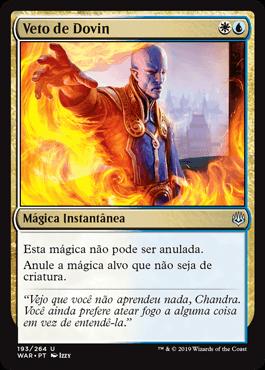 Veto de Dovin
Mágica Instantânea
Esta mágica não pode ser anulada.
Anule a mágica alvo que não seja de
criatura.
“Vejo que você não aprendeu nada, Chandra.
Você ainda prefere atear fogo a alguma coisa
em vez de entendê-la.”
193/264 U
WAR • PT Izzy
™ & © 2019 Wizards of the Coast